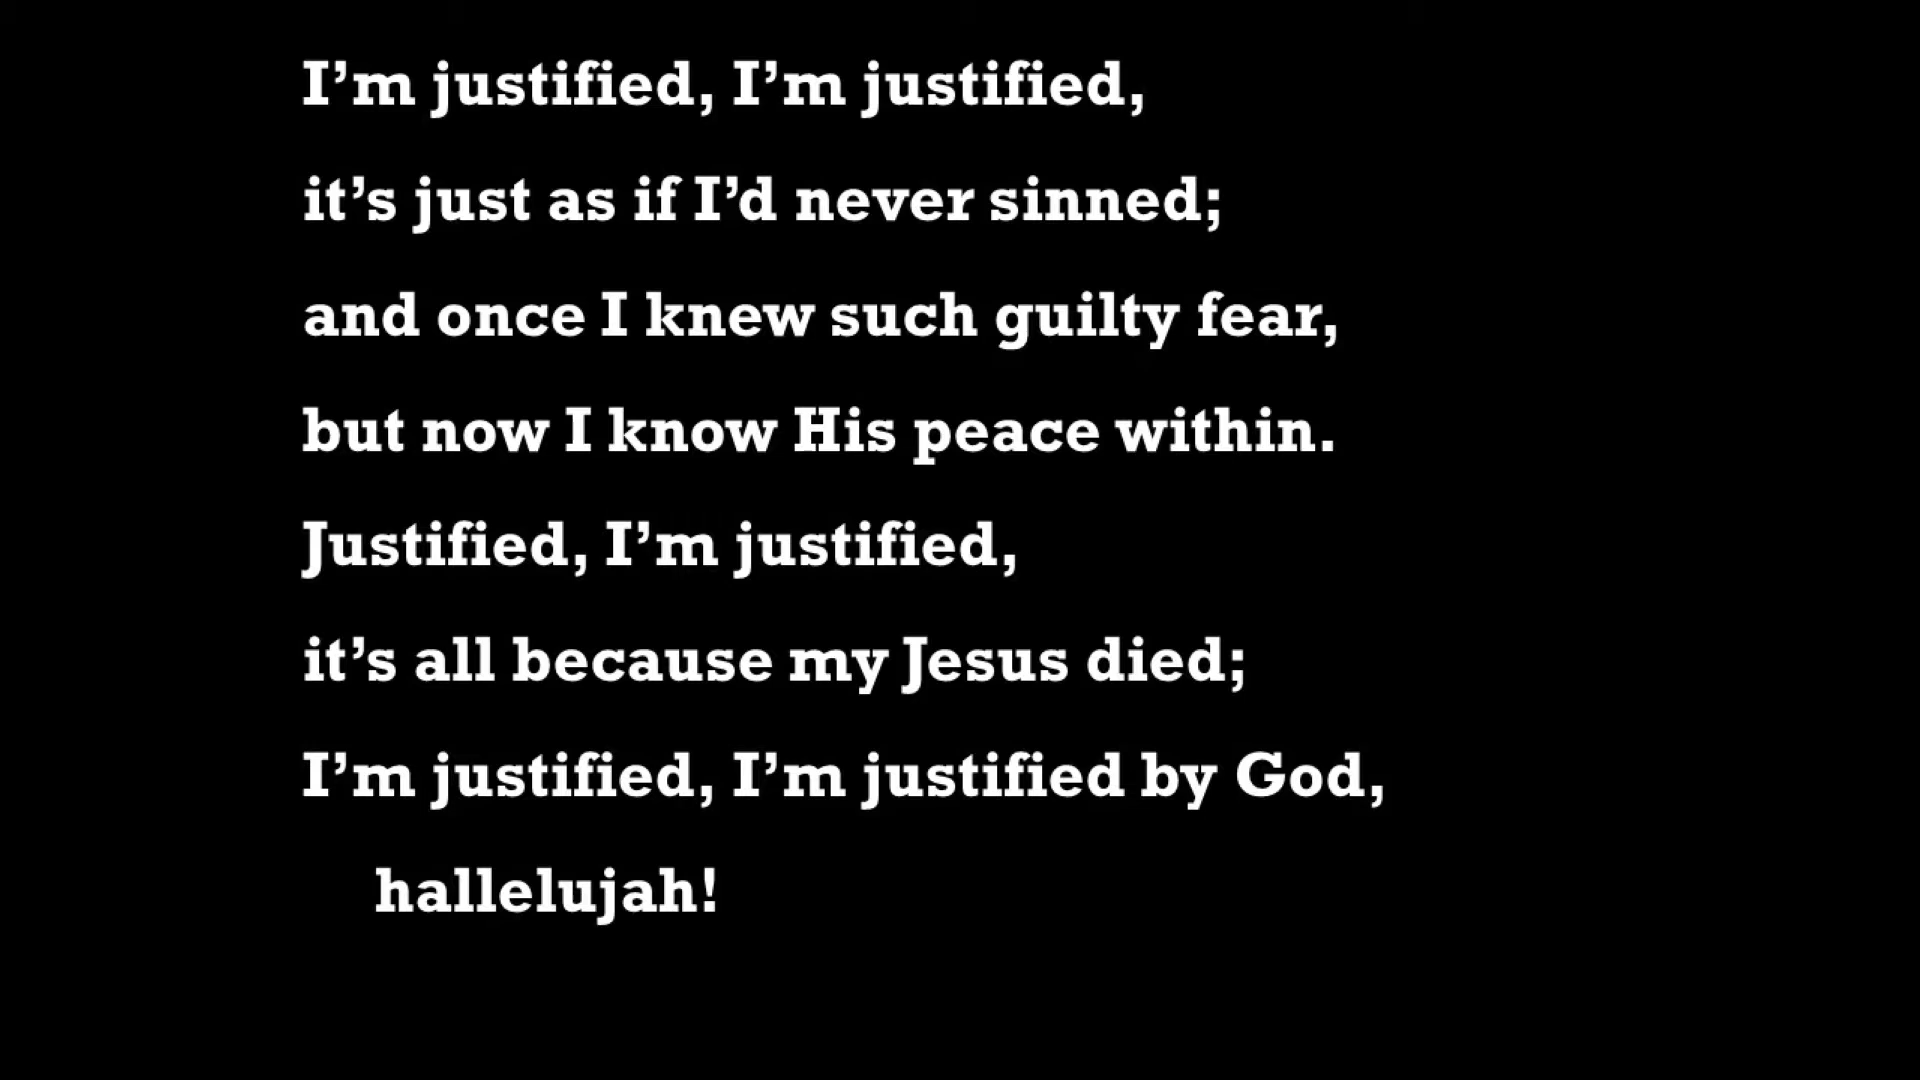 I’m justified, I’m justified,
it’s just as if I’d never sinned;
and once I knew such guilty fear,
but now I know His peace within.
Justified, I’m justified,
it’s all because my Jesus died;
I’m justified, I’m justified by God,
hallelujah!